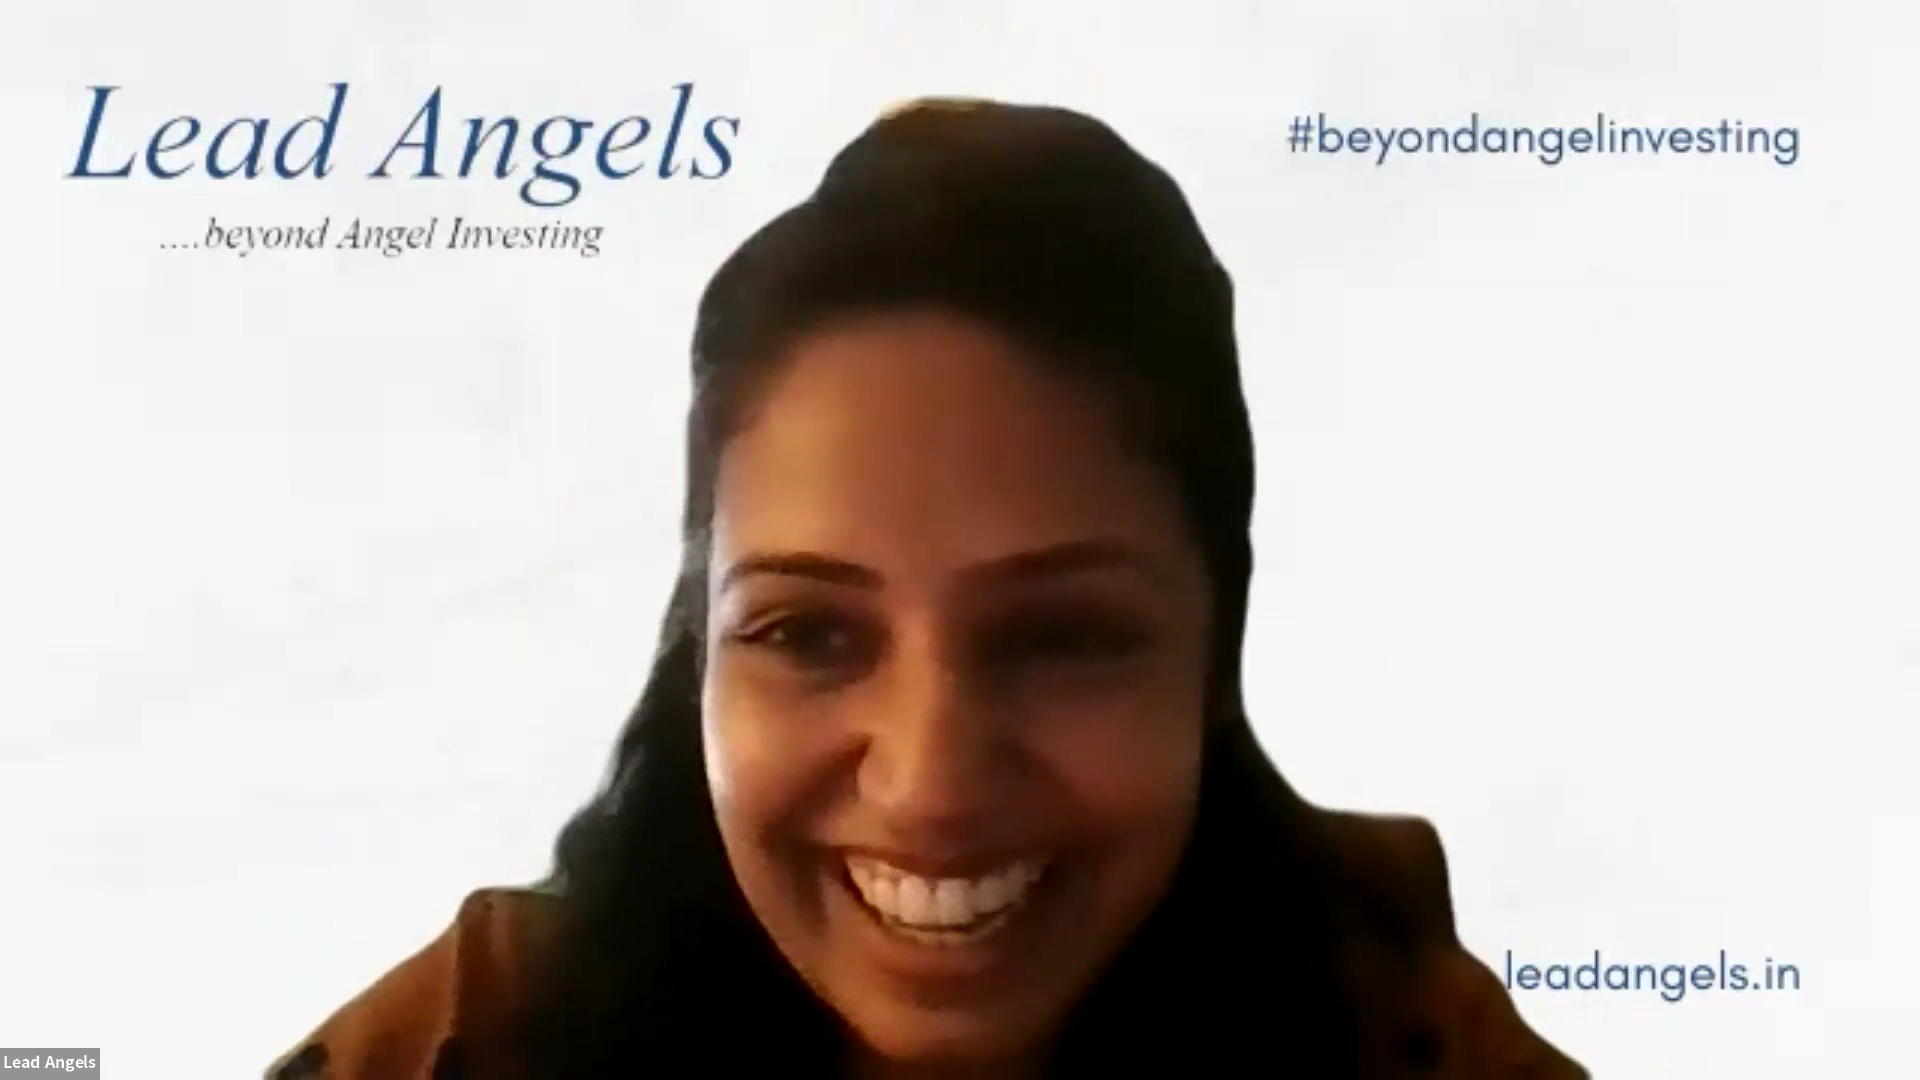 Lead Angels
....beyond Angel Investing
#beyondangelinvesting
leadangels.in
Lead Angels